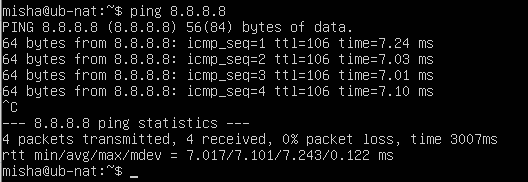 misha@ub-nat:~$ ping 8.8.8.8
PING 8.8.8.8 (8.8.8.8) 56(84) bytes of data.
64 bytes from 8.8.8.8: icmp_seq=1 ttl=106 time=7.24 ms
64 bytes from 8.8.8.8: icmp_seq=2 ttl=106 time=7.03 ms
64 bytes from 8.8.8.8: icmp_seq=3 ttl=106 time=7.01 ms
64 bytes from 8.8.8.8: icmp_seq=4 ttl=106 time=7.10 ms
^C
--- 8.8.8.8 ping statistics ---
4 packets transmitted, 4 received, 0% packet loss, time 3007ms
rtt min/avg/max/mdev = 7.017/7.101/7.243/0.122 ms
misha@ub-nat:~$ _